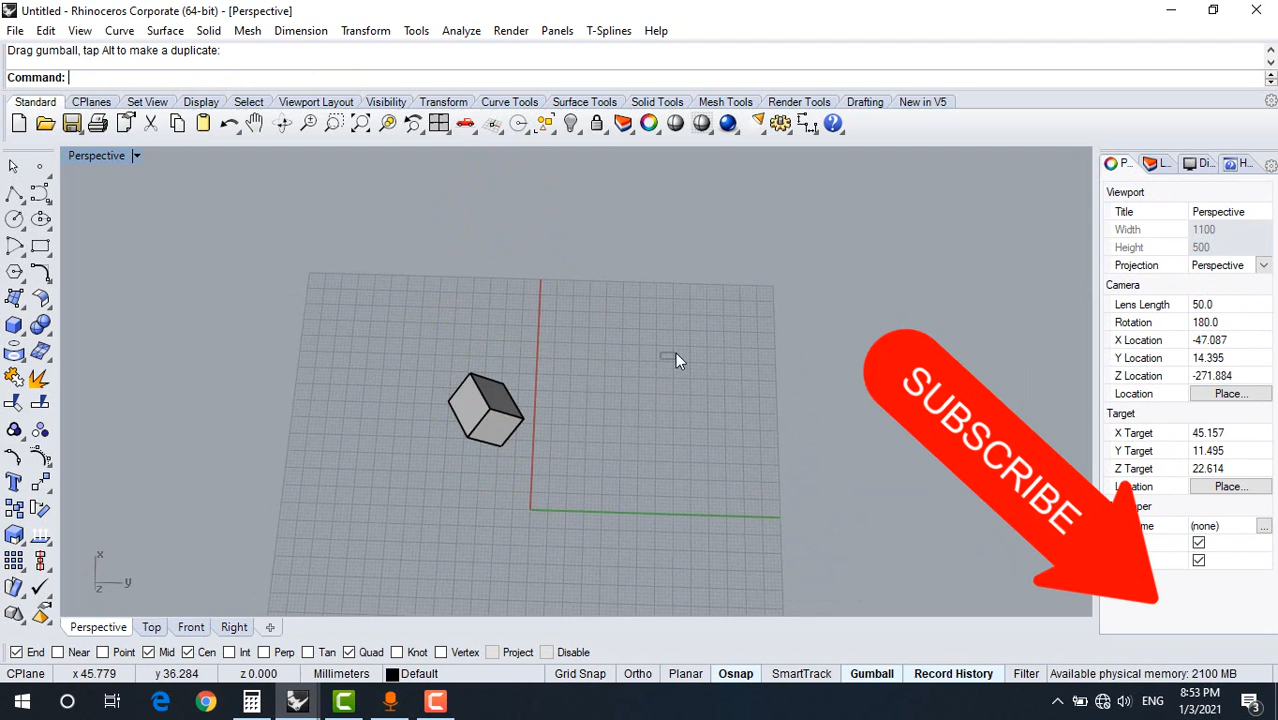 Untitled - Rhinoceros Corporate (64-bit) - [Perspective]
File Edit View Curve Surface Solid Mesh Dimension Transform Tools Analyze Render Panels T-Splines Help
Drag gumball, tap Alt to make a duplicate:
Command:
Standard CPlanes Set View Display Select Viewport Layout Visibility Transform Curve Tools Surface Tools Solid Tools Mesh Tools Render Tools Drafting New in V5
Perspective
P... L... Di... H...
Viewport
Title Perspective
Width 1100
Height 500
Projection Perspective
Camera
Lens Length 50.0
Rotation 180.0
X Location -47.087
Y Location 14.395
Z Location -271.884
Location Place...
Target
X Target 45.157
Y Target 11.495
Z Target 22.614
Location Place...
(none) ...
SUBSCRIBE
x
y
z
Perspective Top Front Right
End Near Point Mid Cen Int Perp Tan Quad Knot Vertex Project Disable
CPlane x 45.779 y 36.284 z 0.000 Millimeters Default Grid Snap Ortho Planar Osnap SmartTrack Gumball Record History Filter Available physical memory: 2100 MB
ENG
8:53 PM
1/3/2021
3